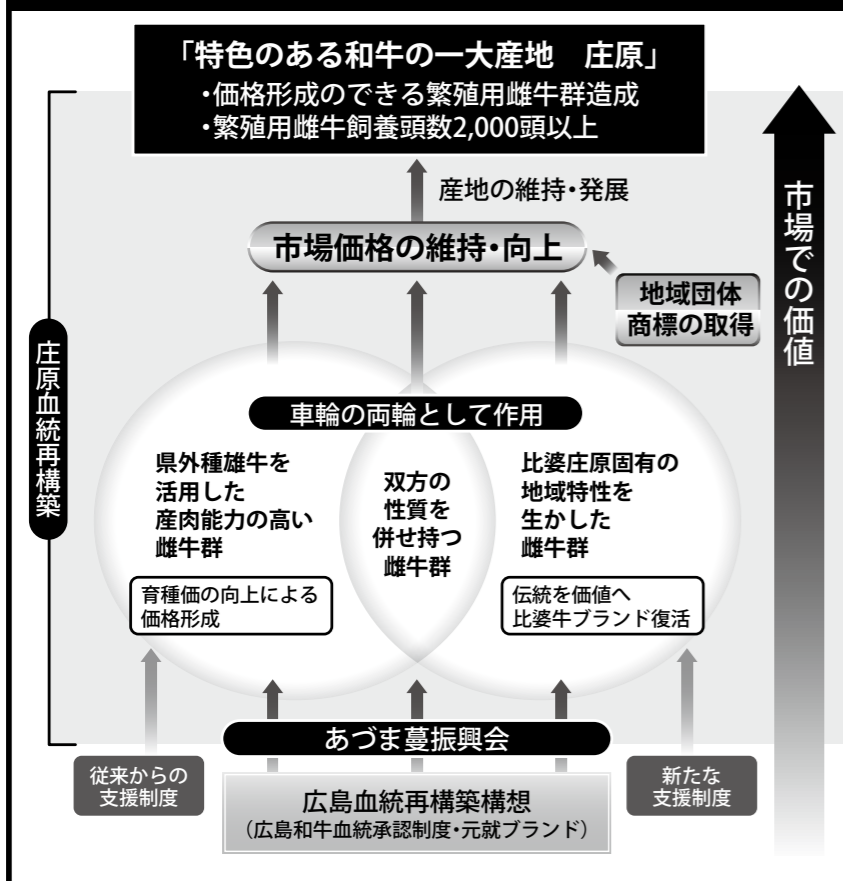 「特色のある和牛の一大産地　庄原」
・価格形成のできる繁殖用雌牛群造成
・繁殖用雌牛飼養頭数2,000頭以上
産地の維持・発展
市場価格の維持・向上
地域団体
商標の取得
市場での価値
庄原血統再構築
車輪の両輪として作用
県外種雄牛を
活用した
産肉能力の高い
雌牛群
育種価の向上による
価格形成
双方の
性質を
併せ持つ
雌牛群
比婆庄原固有の
地域特性を
生かした
雌牛群
伝統を価値へ
比婆牛ブランド復活
あづま蔓振興会
従来からの
支援制度
広島血統再構築構想
（広島和牛血統承認制度・元就ブランド）
新たな
支援制度